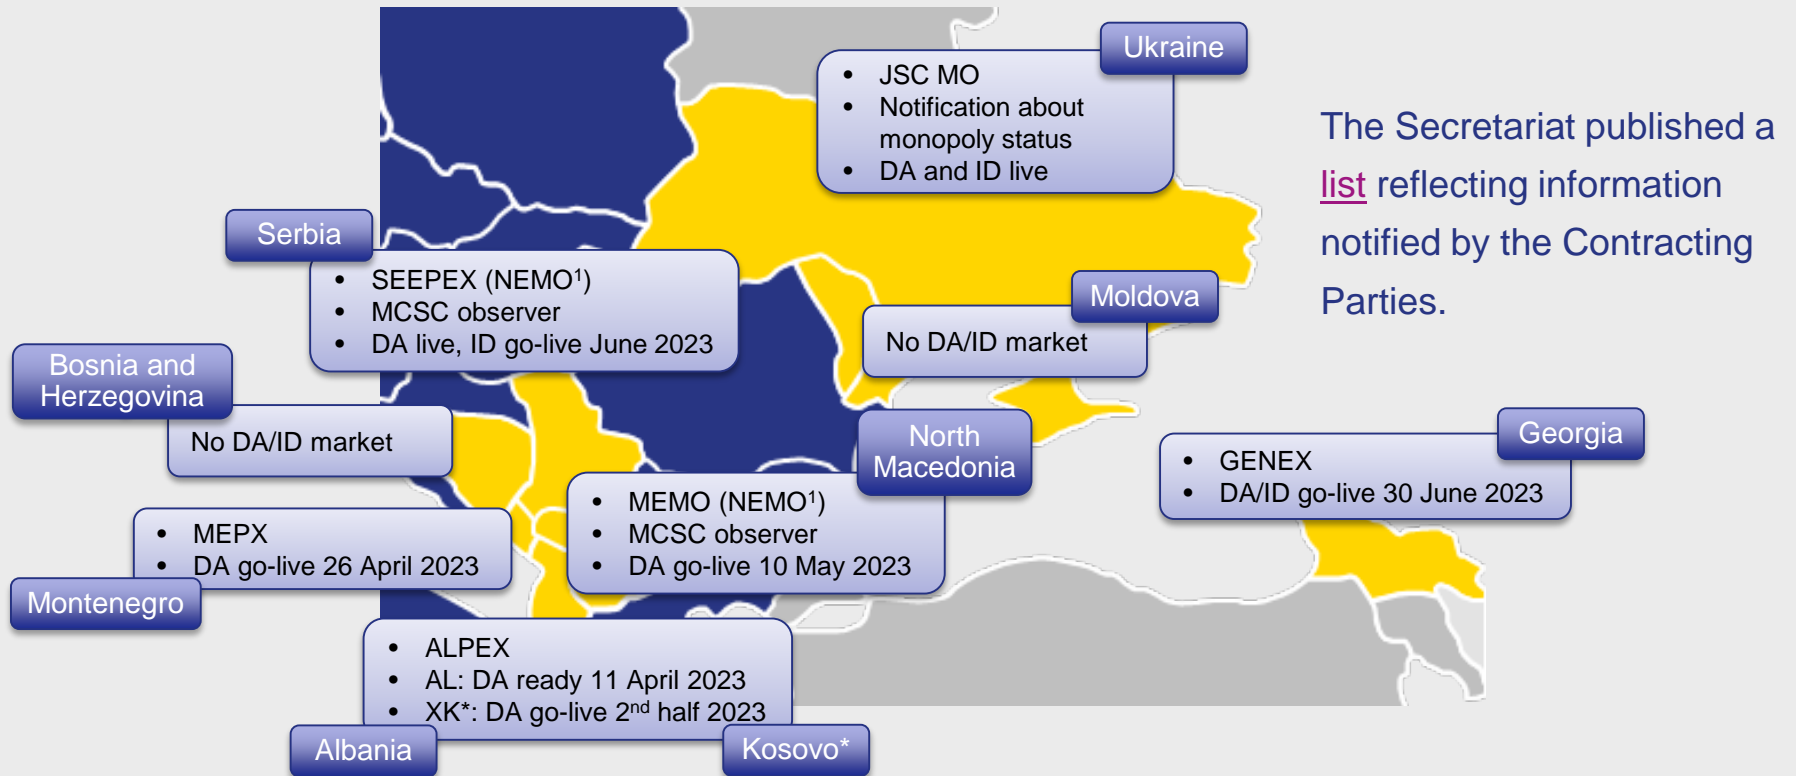 Ukraine
• JSC MO
• Notification about
monopoly status
• DA and ID live
The Secretariat published a
list reflecting information
notified by the Contracting
Parties.
Serbia
• SEEPEX (NEMO¹)
• MCSC observer
• DA live, ID go-live June 2023
Moldova
No DA/ID market
Bosnia and
Herzegovina
No DA/ID market
North
Macedonia
• MEMO (NEMO¹)
• MCSC observer
• DA go-live 10 May 2023
Georgia
• GENEX
• DA/ID go-live 30 June 2023
• MEPX
• DA go-live 26 April 2023
Montenegro
• ALPEX
• AL: DA ready 11 April 2023
• XK*: DA go-live 2nd half 2023
Albania
Kosovo*